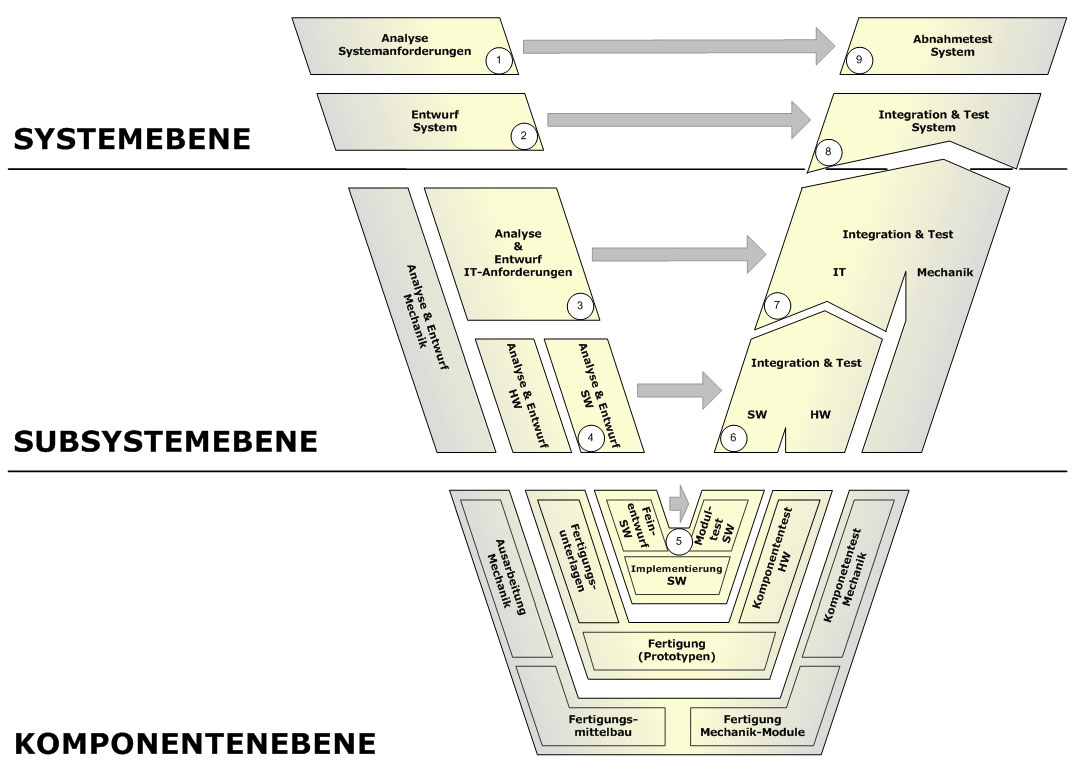 Analyse
Systemanforderungen
1
9
Abnahmetest
System
Entwurf
System
2
Integration & Test
System
8
SYSTEMEBENE
Analyse & Entwurf
Mechanik
Analyse
&
Entwurf
IT-Anforderungen
3
Integration & Test
IT
Mechanik
7
Analyse & Entwurf
HW
Analyse & Entwurf
SW
4
Integration & Test
SW
HW
6
SUBSYSTEMEBENE
Ausarbeitung
Mechanik
Fertigungs-
unterlagen
Fein-
entwurf
SW
5
Modul-
test
SW
Implementierung
SW
Komponententest
HW
Komponetentest
Mechanik
Fertigung
(Prototypen)
Fertigungs-
mittelbau
Fertigung
Mechanik-Module
KOMPONENTENEBENE